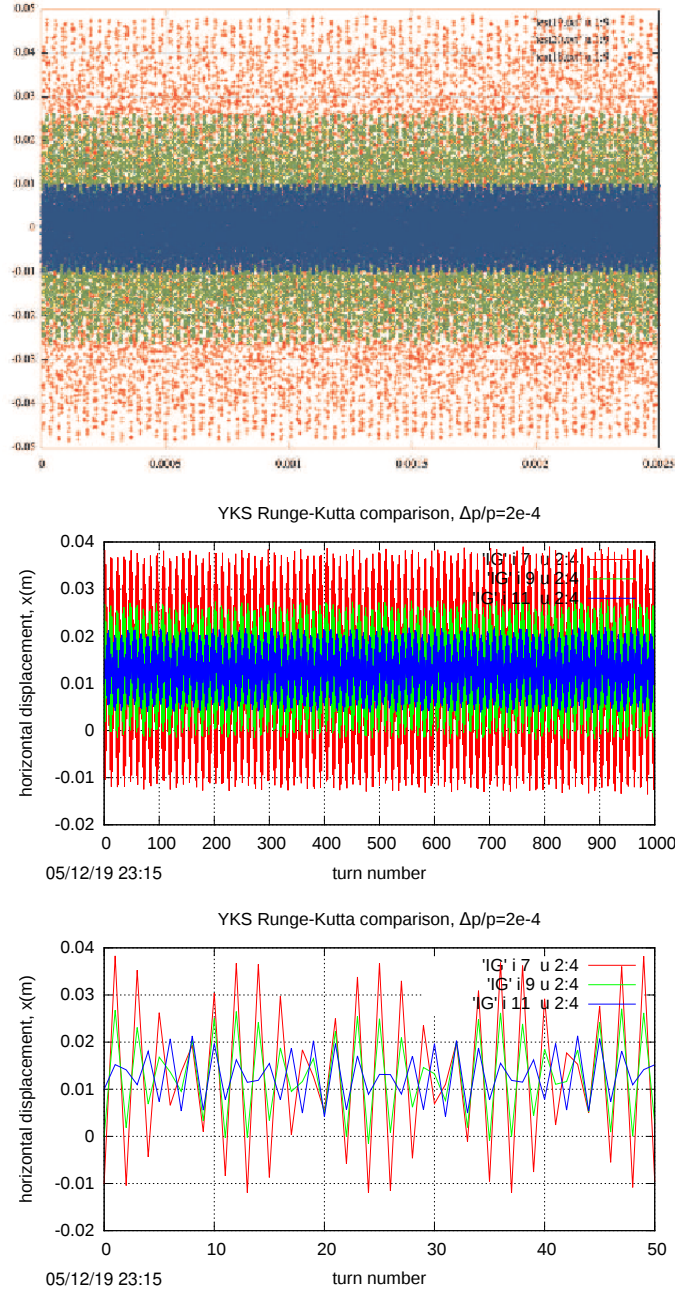 0.05
0.04
0.03
0.02
0.01
0
-0.01
-0.02
-0.03
-0.04
-0.05
0 0.0005 0.001 0.0015 0.002 0.0025
YKS Runge-Kutta comparison, Δp/p=2e-4
'IG' i 7 u 2:4
'IG' i 9 u 2:4
'IG' i 11 u 2:4
horizontal displacement, x(m)
0.04
0.03
0.02
0.01
0
-0.01
-0.02
0 100 200 300 400 500 600 700 800 900 1000
05/12/19 23:15 turn number
YKS Runge-Kutta comparison, Δp/p=2e-4
'IG' i 7 u 2:4
'IG' i 9 u 2:4
'IG' i 11 u 2:4
horizontal displacement, x(m)
0.04
0.03
0.02
0.01
0
-0.01
-0.02
0 10 20 30 40 50
05/12/19 23:15 turn number